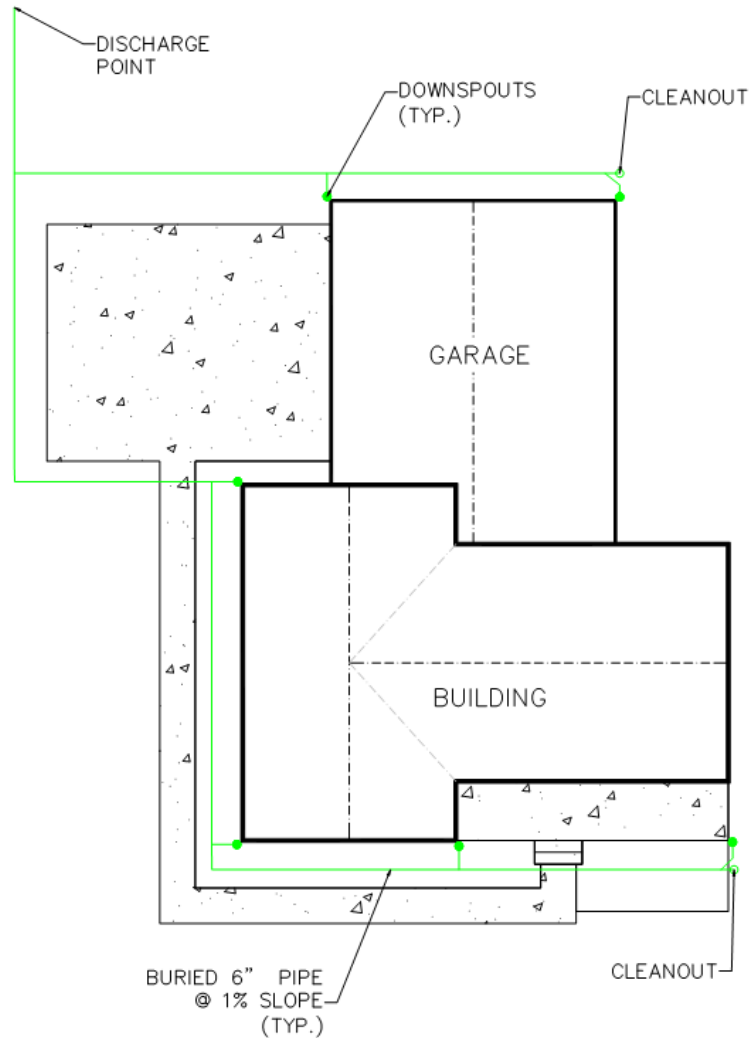 DISCHARGE
POINT
DOWNSPOUTS
(TYP.)
CLEANOUT
GARAGE
BUILDING
BURIED 6" PIPE
@ 1% SLOPE
(TYP.)
CLEANOUT